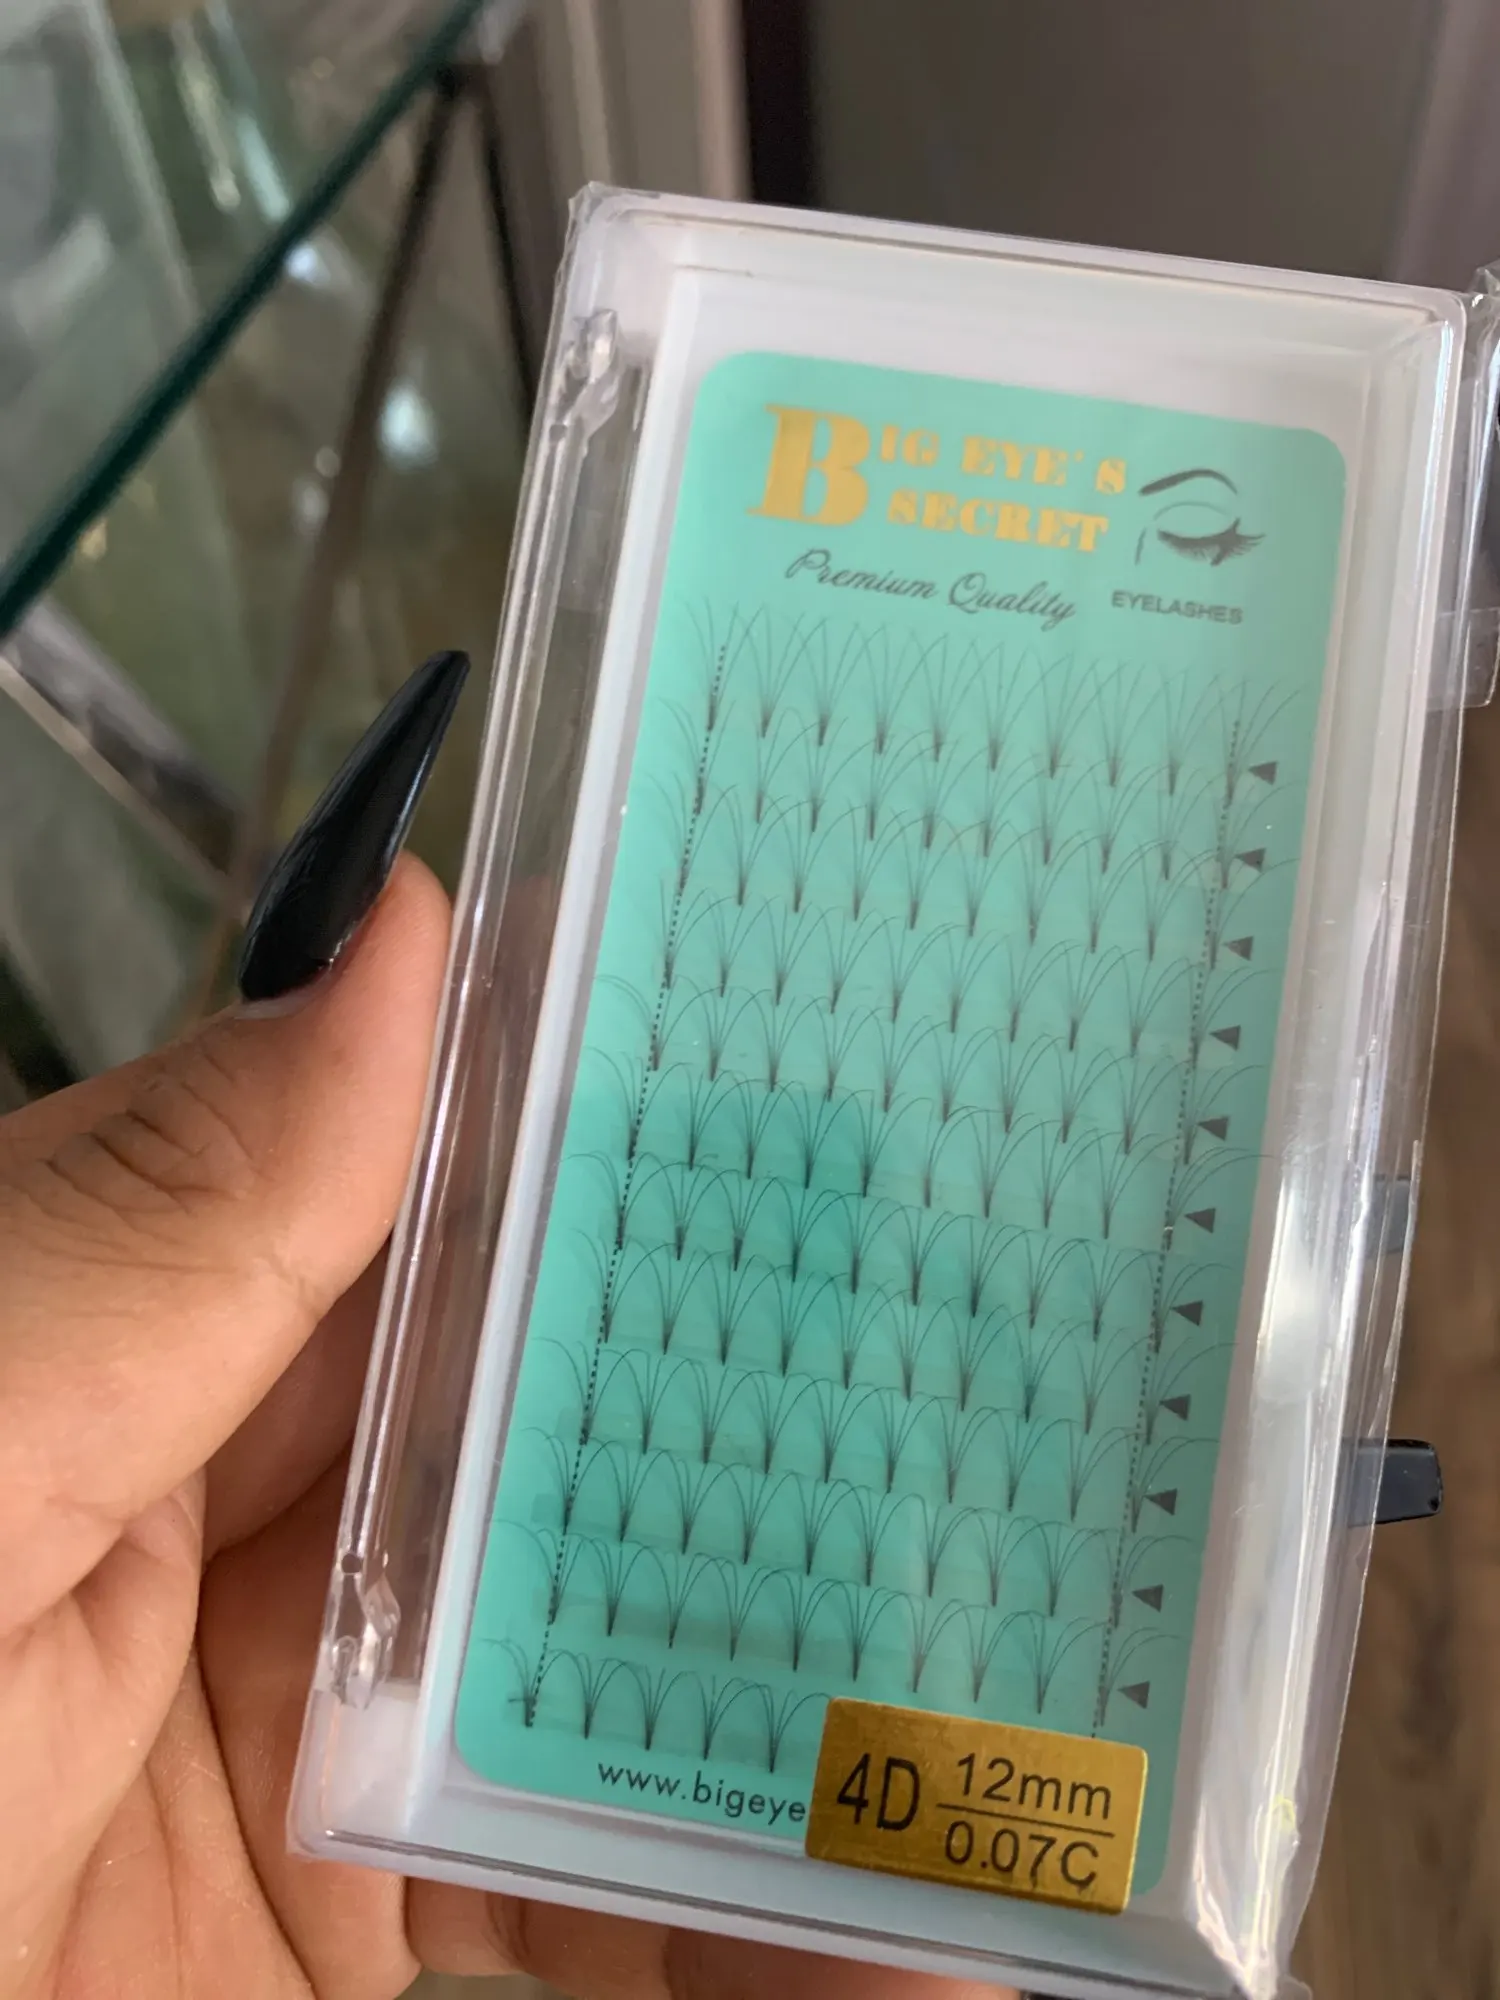 BIG EYE'S
SECRET
Premium Quality
EYELASHES
www.bigeye
4D 12mm
0.07C